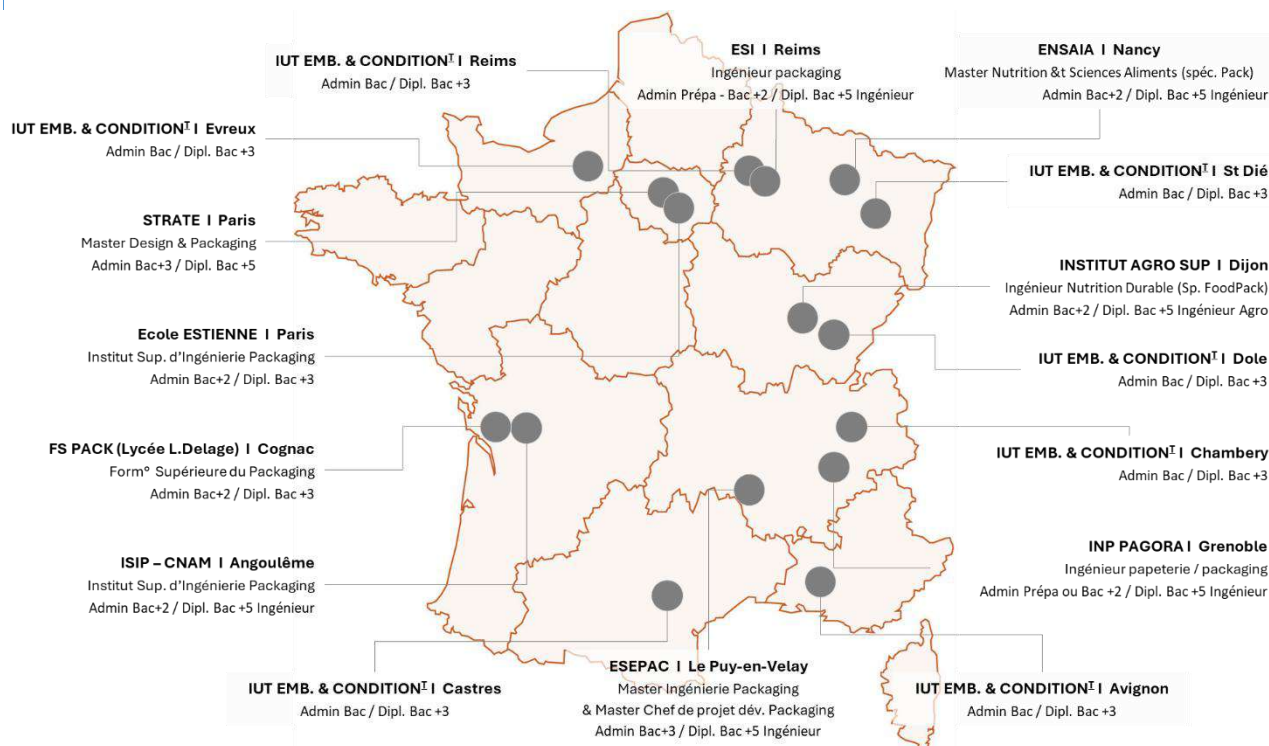 IUT EMB. & CONDITIONᵀ I Reims
Admin Bac / Dipl. Bac +3
ESI I Reims
Ingénieur packaging
Admin Prépa - Bac +2 / Dipl. Bac +5 Ingénieur
ENSAIA I Nancy
Master Nutrition &t Sciences Aliments (spéc. Pack)
Admin Bac+2 / Dipl. Bac +5 Ingénieur
IUT EMB. & CONDITIONᵀ I Evreux
Admin Bac / Dipl. Bac +3
IUT EMB. & CONDITIONᵀ I St Dié
Admin Bac / Dipl. Bac +3
STRATE I Paris
Master Design & Packaging
Admin Bac+3 / Dipl. Bac +5
INSTITUT AGRO SUP I Dijon
Ingénieur Nutrition Durable (Sp. FoodPack)
Admin Bac+2 / Dipl. Bac +5 Ingénieur Agro
Ecole ESTIENNE I Paris
Institut Sup. d'Ingénierie Packaging
Admin Bac+2 / Dipl. Bac +3
IUT EMB. & CONDITIONᵀ I Dole
Admin Bac / Dipl. Bac +3
FS PACK (Lycée L.Delage) I Cognac
Form° Supérieure du Packaging
Admin Bac+2 / Dipl. Bac +3
IUT EMB. & CONDITIONᵀ I Chambery
Admin Bac / Dipl. Bac +3
ISIP – CNAM I Angoulême
Institut Sup. d'Ingénierie Packaging
Admin Bac+2 / Dipl. Bac +5 Ingénieur
INP PAGORA I Grenoble
Ingénieur papeterie / packaging
Admin Prépa ou Bac +2 / Dipl. Bac +5 Ingénieur
IUT EMB. & CONDITIONᵀ I Castres
Admin Bac / Dipl. Bac +3
ESEPAC I Le Puy-en-Velay
Master Ingénierie Packaging
& Master Chef de projet dév. Packaging
Admin Bac+3 / Dipl. Bac +5 Ingénieur
IUT EMB. & CONDITIONᵀ I Avignon
Admin Bac / Dipl. Bac +3